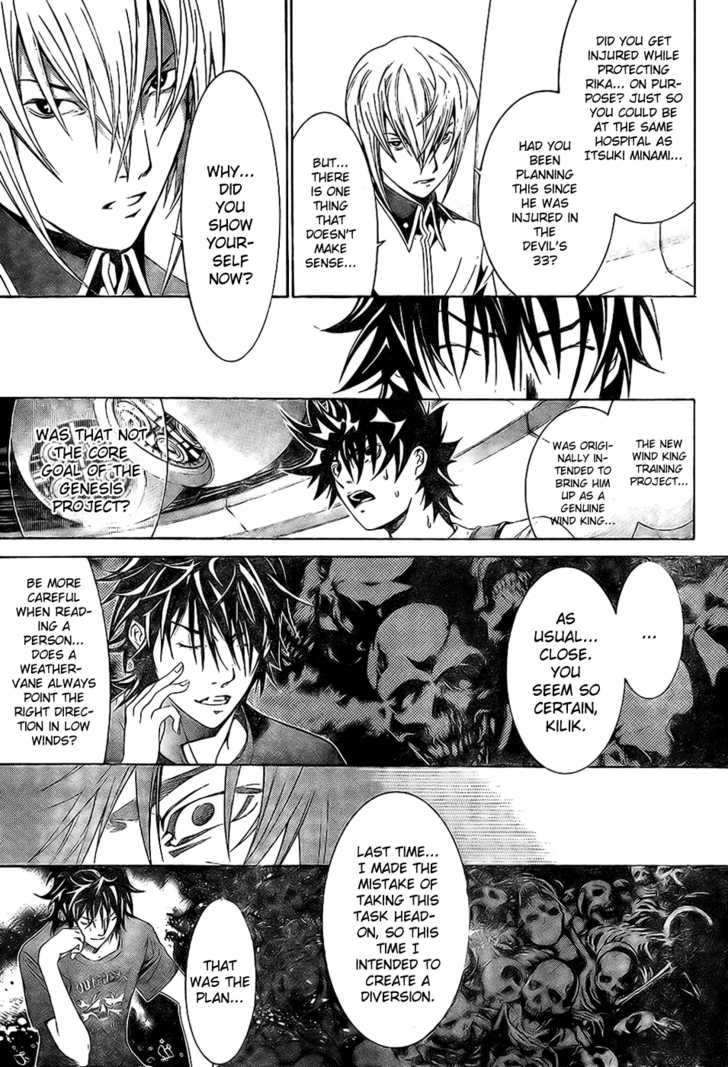 DID YOU GET
INJURED WHILE
PROTECTING
RIKA... ON PUR-
POSE? JUST SO
YOU COULD BE
AT THE SAME
HOSPITAL AS
ITSUKI MINAMI...
HAD YOU
BEEN
PLANNING
THIS SINCE
HE WAS
INJURED IN
THE
DEVIL'S
33?
BUT...
THERE
IS ONE
THING
THAT
DOESN'T
MAKE
SENSE...
WHY...
DID
YOU
SHOW
YOUR-
SELF
NOW?
THE NEW
WIND KING
TRAINING
PROJECT...
WAS ORIGI-
NALLY IN-
TENDED TO
BRING HIM
UP AS A
GENUINE
WIND KING...
WAS THAT NOT
THE CORE
GOAL OF THE
GENESIS
PROJECT?
...
AS
USUAL...
CLOSE.
YOU
SEEM SO
CERTAIN,
KILIK.
BE MORE
CAREFUL
WHEN READ-
ING A
PERSON...
DOES A
WEATHER-
VANE ALWAYS
POINT THE
RIGHT DIREC-
TION IN LOW
WINDS?
LAST TIME...
I MADE THE
MISTAKE OF
TAKING THIS
TASK HEAD-
ON, SO THIS
TIME I
INTENDED TO
CREATE A
DIVERSION.
THAT
WAS THE
PLAN...